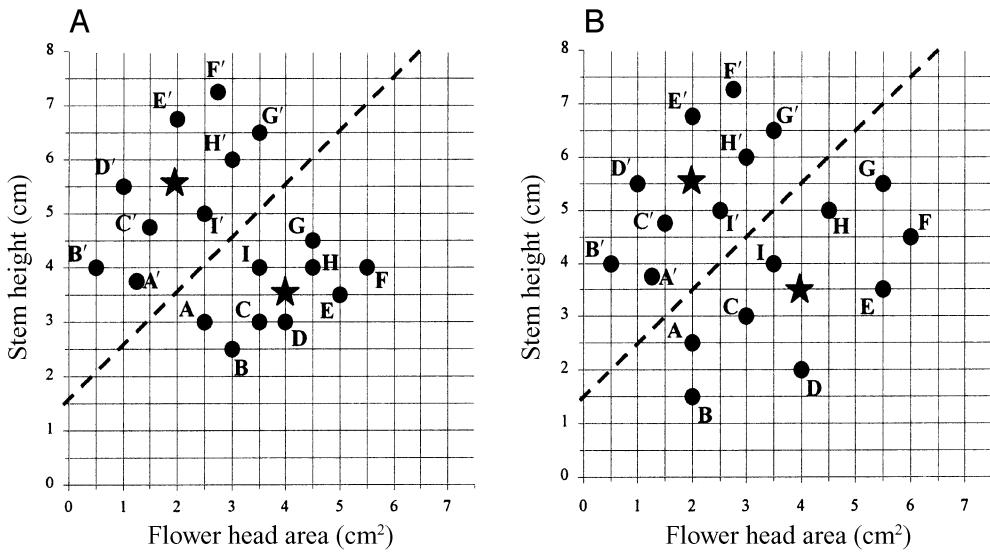 A
8
7
6
5
4
3
2
1
0
0 1 2 3 4 5 6 7
Stem height (cm)
Flower head area (cm²)
F′
E′
G′
H′
D′
I′
C′
B′
A′
G
I
H
F
E
A
C
D
B
B
8
7
6
5
4
3
2
1
0
0 1 2 3 4 5 6 7
Stem height (cm)
Flower head area (cm²)
F′
E′
G′
H′
D′
G
C′
I′
H
F
B′
A′
I
E
C
A
D
B